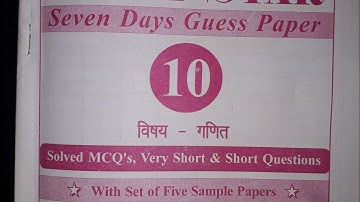 Seven Days Guess Paper
10
विषय - गणित
Solved MCQ's, Very Short & Short Questions
With Set of Five Sample Papers